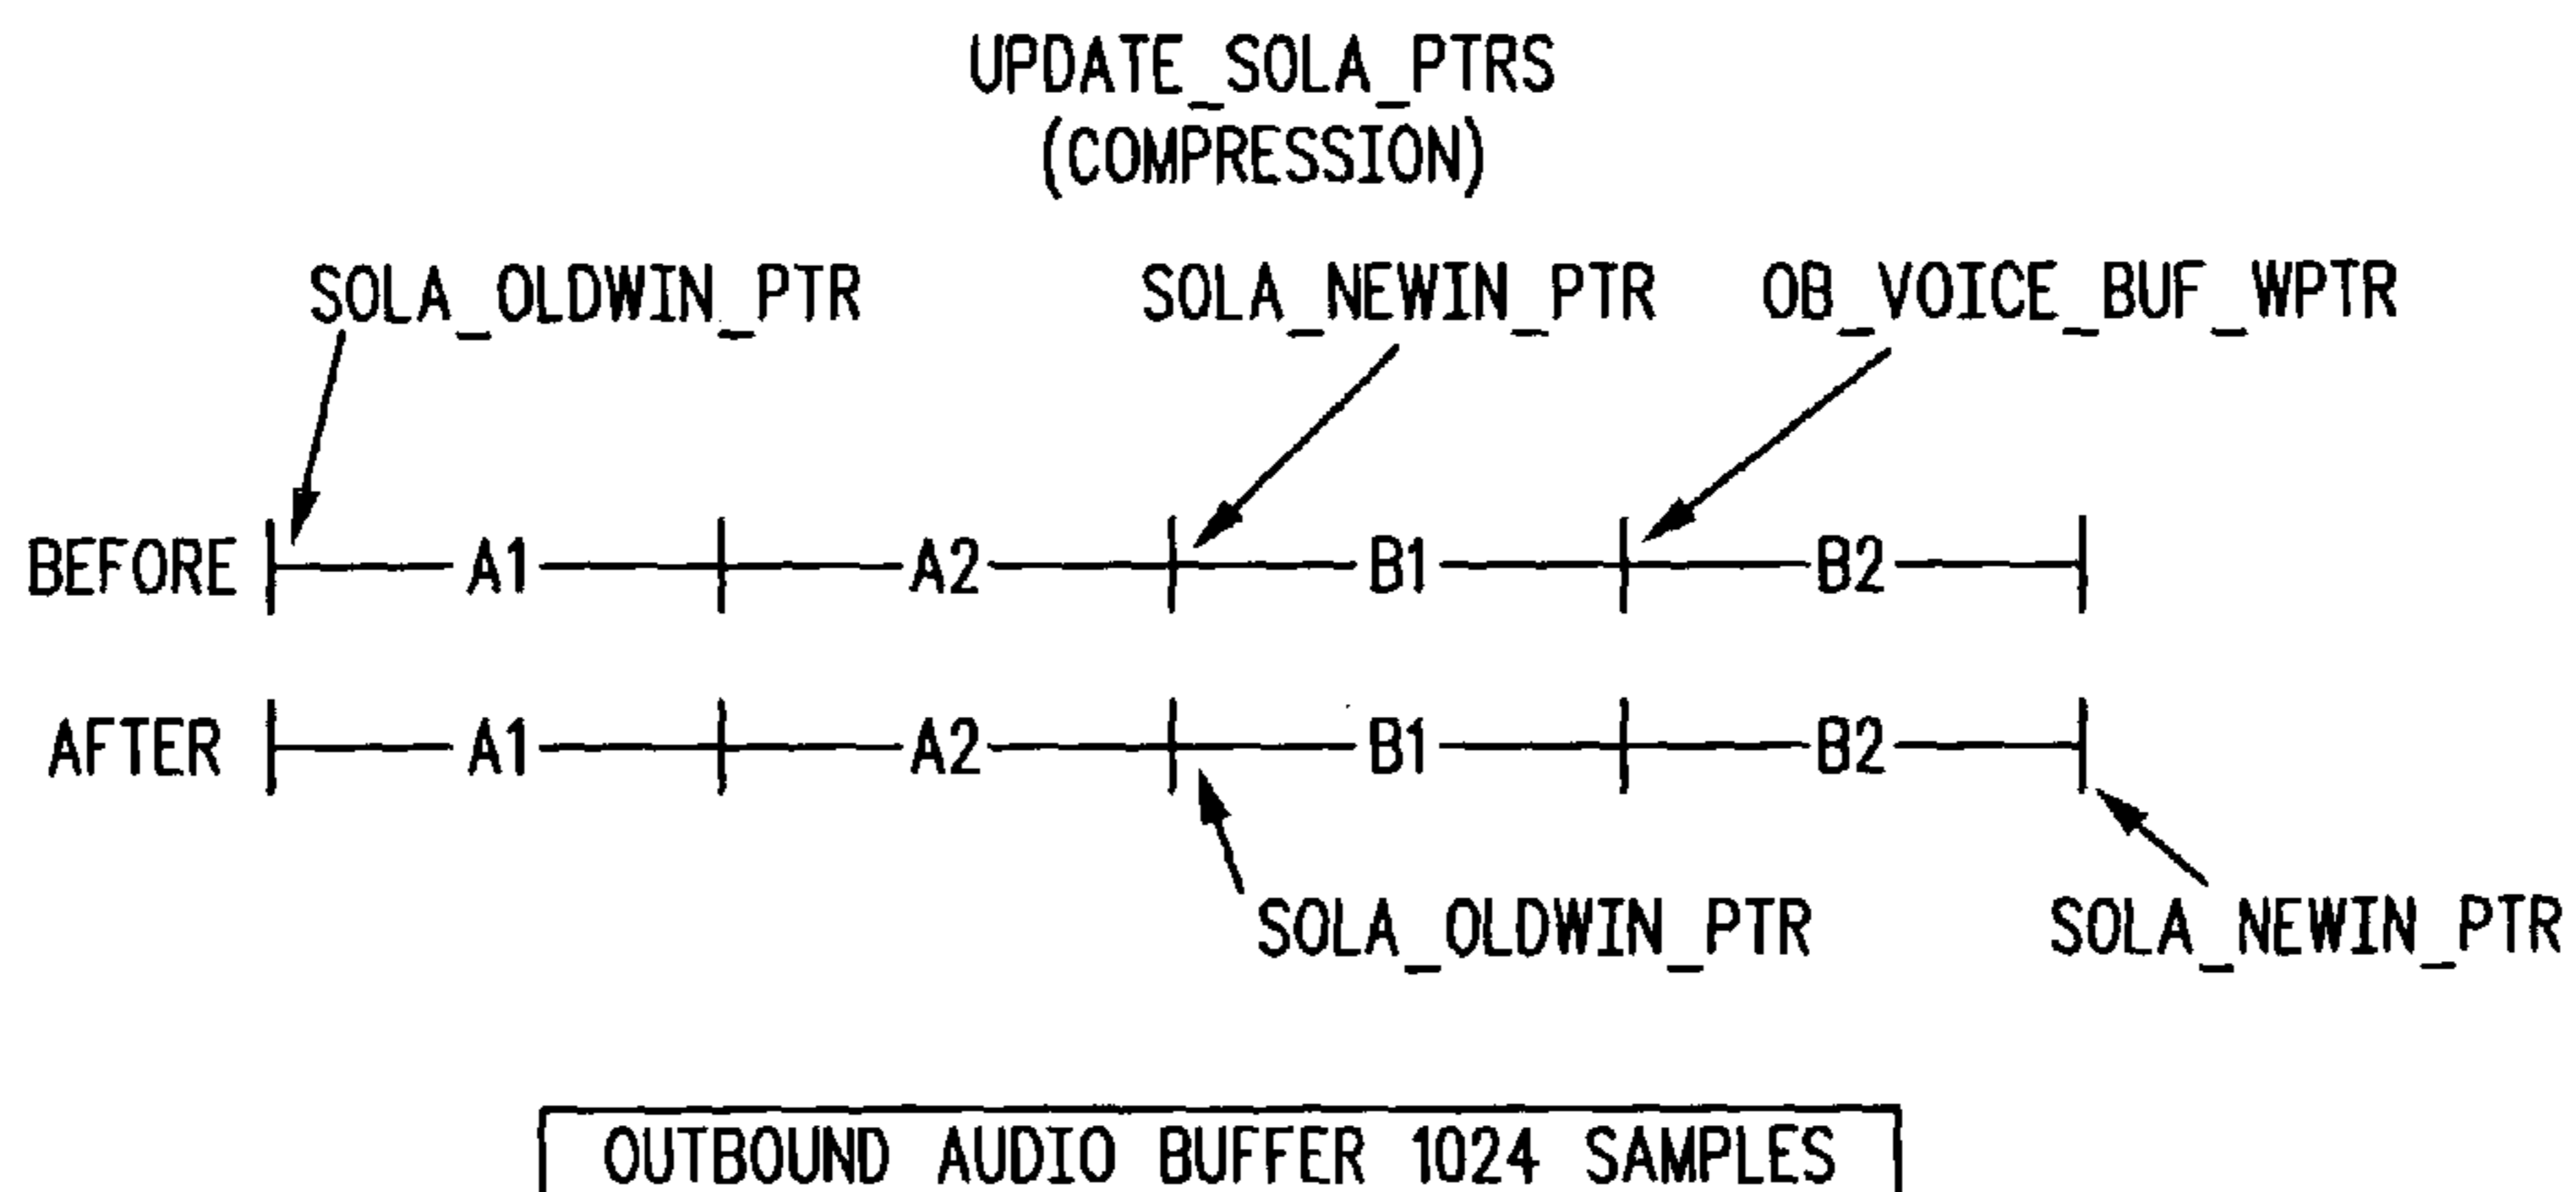 UPDATE_SOLA_PTRS
(COMPRESSION)
SOLA_OLDWIN_PTR SOLA_NEWIN_PTR OB_VOICE_BUF_WPTR
BEFORE A1 A2 B1 B2
AFTER A1 A2 B1 B2
SOLA_OLDWIN_PTR SOLA_NEWIN_PTR
OUTBOUND AUDIO BUFFER 1024 SAMPLES